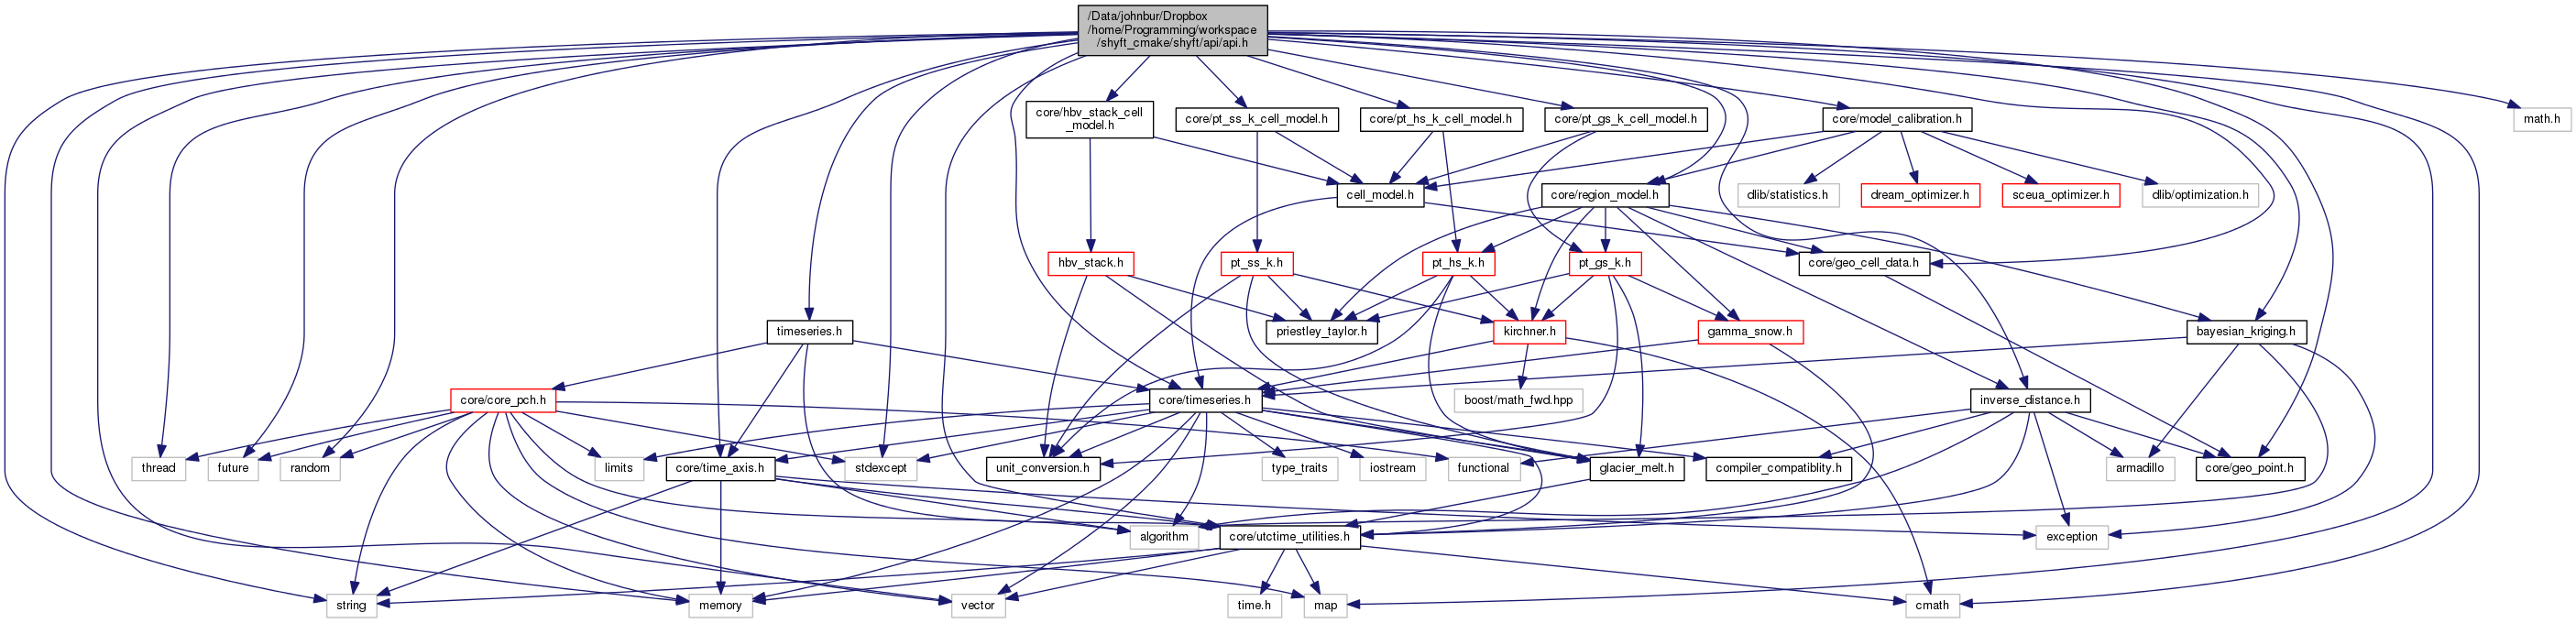 /Data/johnbur/Dropbox
/home/Programming/workspace
/shyft_cmake/shyft/api/api.h
core/hbv_stack_cell
_model.h
core/pt_ss_k_cell_model.h
core/pt_hs_k_cell_model.h
core/pt_gs_k_cell_model.h
core/model_calibration.h
math.h
cell_model.h
core/region_model.h
dlib/statistics.h
dream_optimizer.h
sceua_optimizer.h
dlib/optimization.h
hbv_stack.h
pt_ss_k.h
pt_hs_k.h
pt_gs_k.h
core/geo_cell_data.h
timeseries.h
priestley_taylor.h
kirchner.h
gamma_snow.h
bayesian_kriging.h
core/core_pch.h
core/timeseries.h
boost/math_fwd.hpp
inverse_distance.h
thread
future
random
limits
core/time_axis.h
stdexcept
unit_conversion.h
type_traits
iostream
functional
glacier_melt.h
compiler_compatiblity.h
armadillo
core/geo_point.h
algorithm
core/utctime_utilities.h
exception
string
memory
vector
time.h
map
cmath